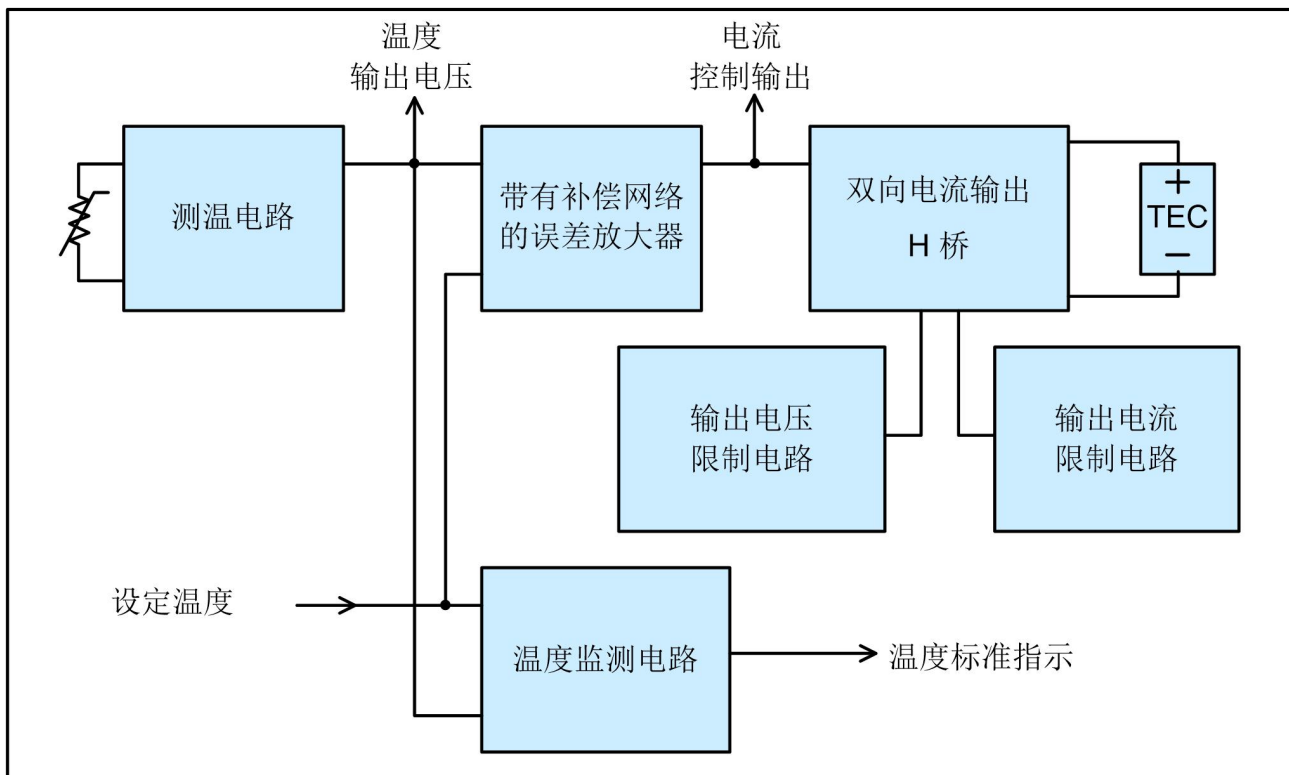 温度
输出电压
电流
控制输出
测温电路
带有补偿网络
的误差放大器
双向电流输出
H 桥
+
TEC
−
输出电压
限制电路
输出电流
限制电路
设定温度
温度监测电路
温度标准指示